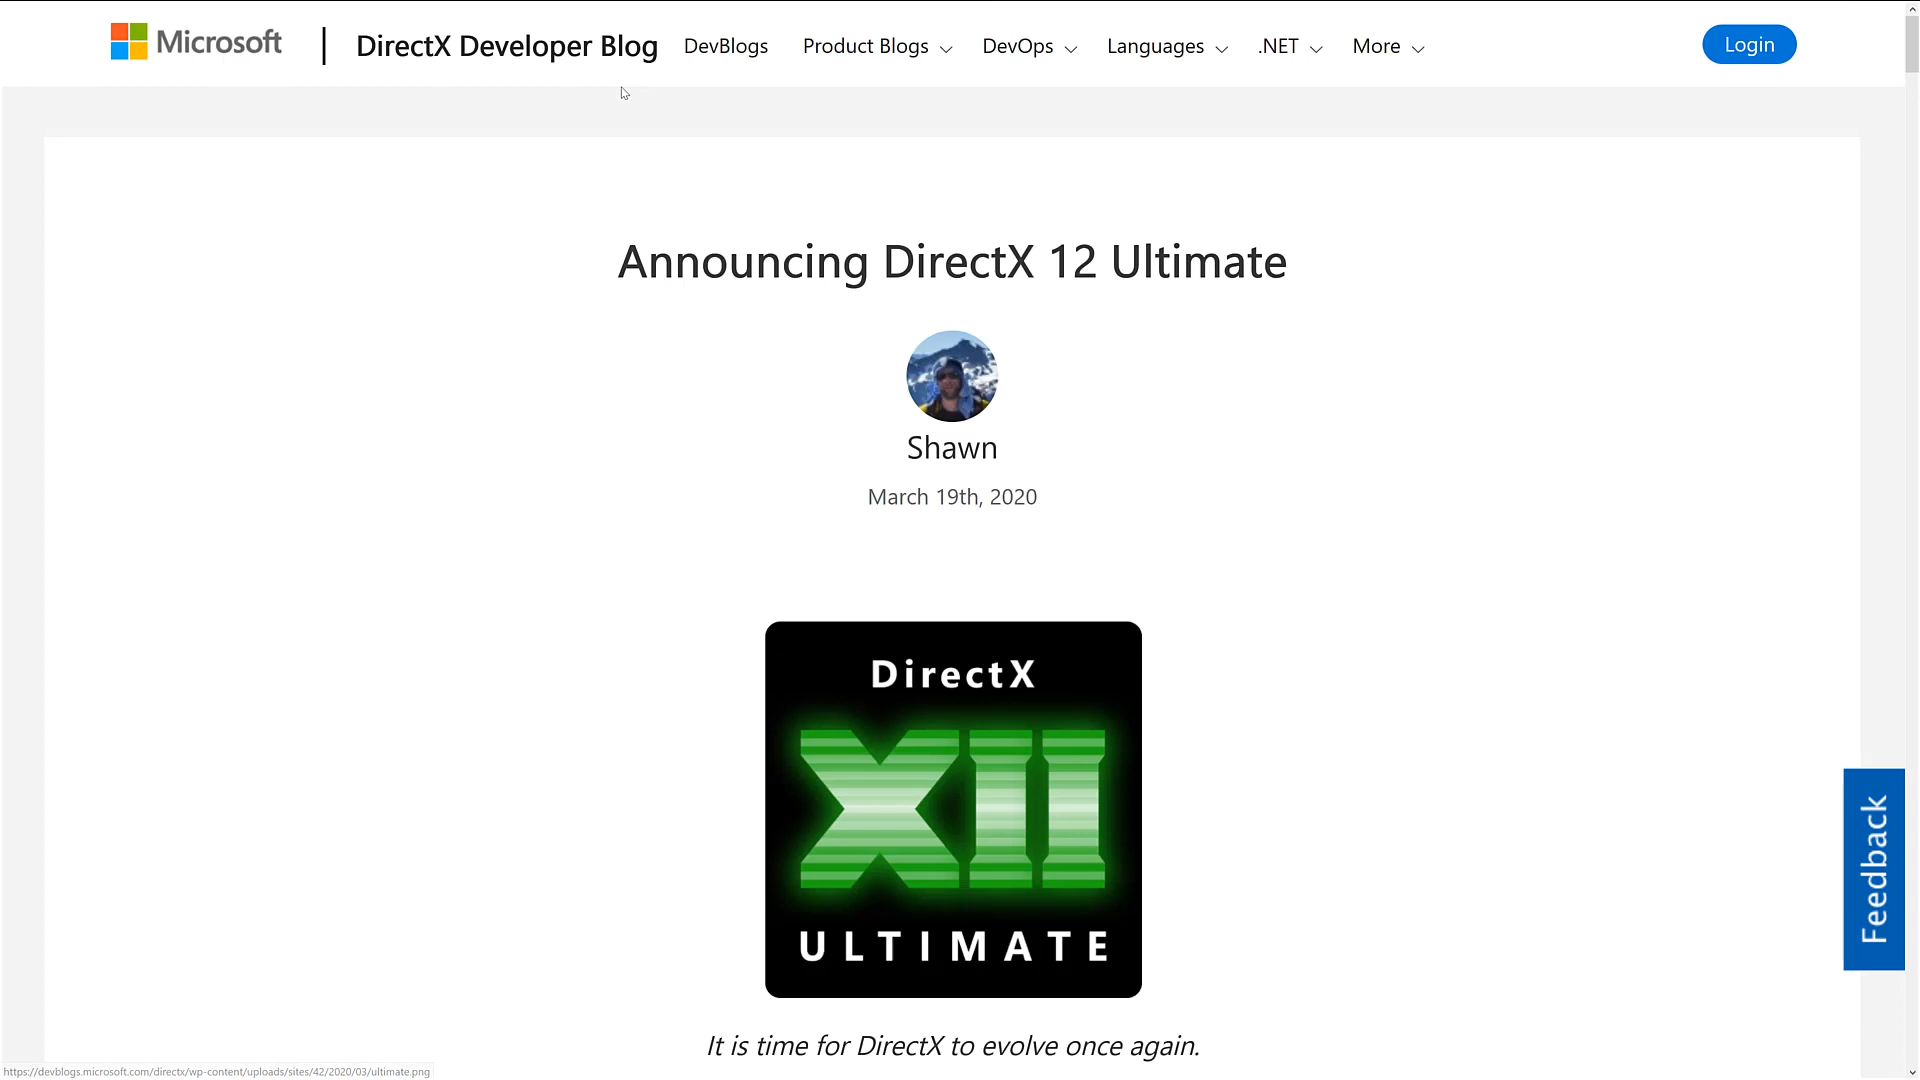 Microsoft | DirectX Developer Blog DevBlogs Product Blogs DevOps Languages .NET More Login
Announcing DirectX 12 Ultimate
Shawn
March 19th, 2020
DirectX
XII
ULTIMATE
Feedback
It is time for DirectX to evolve once again.
https://devblogs.microsoft.com/directx/wp-content/uploads/sites/42/2020/03/ultimate.png